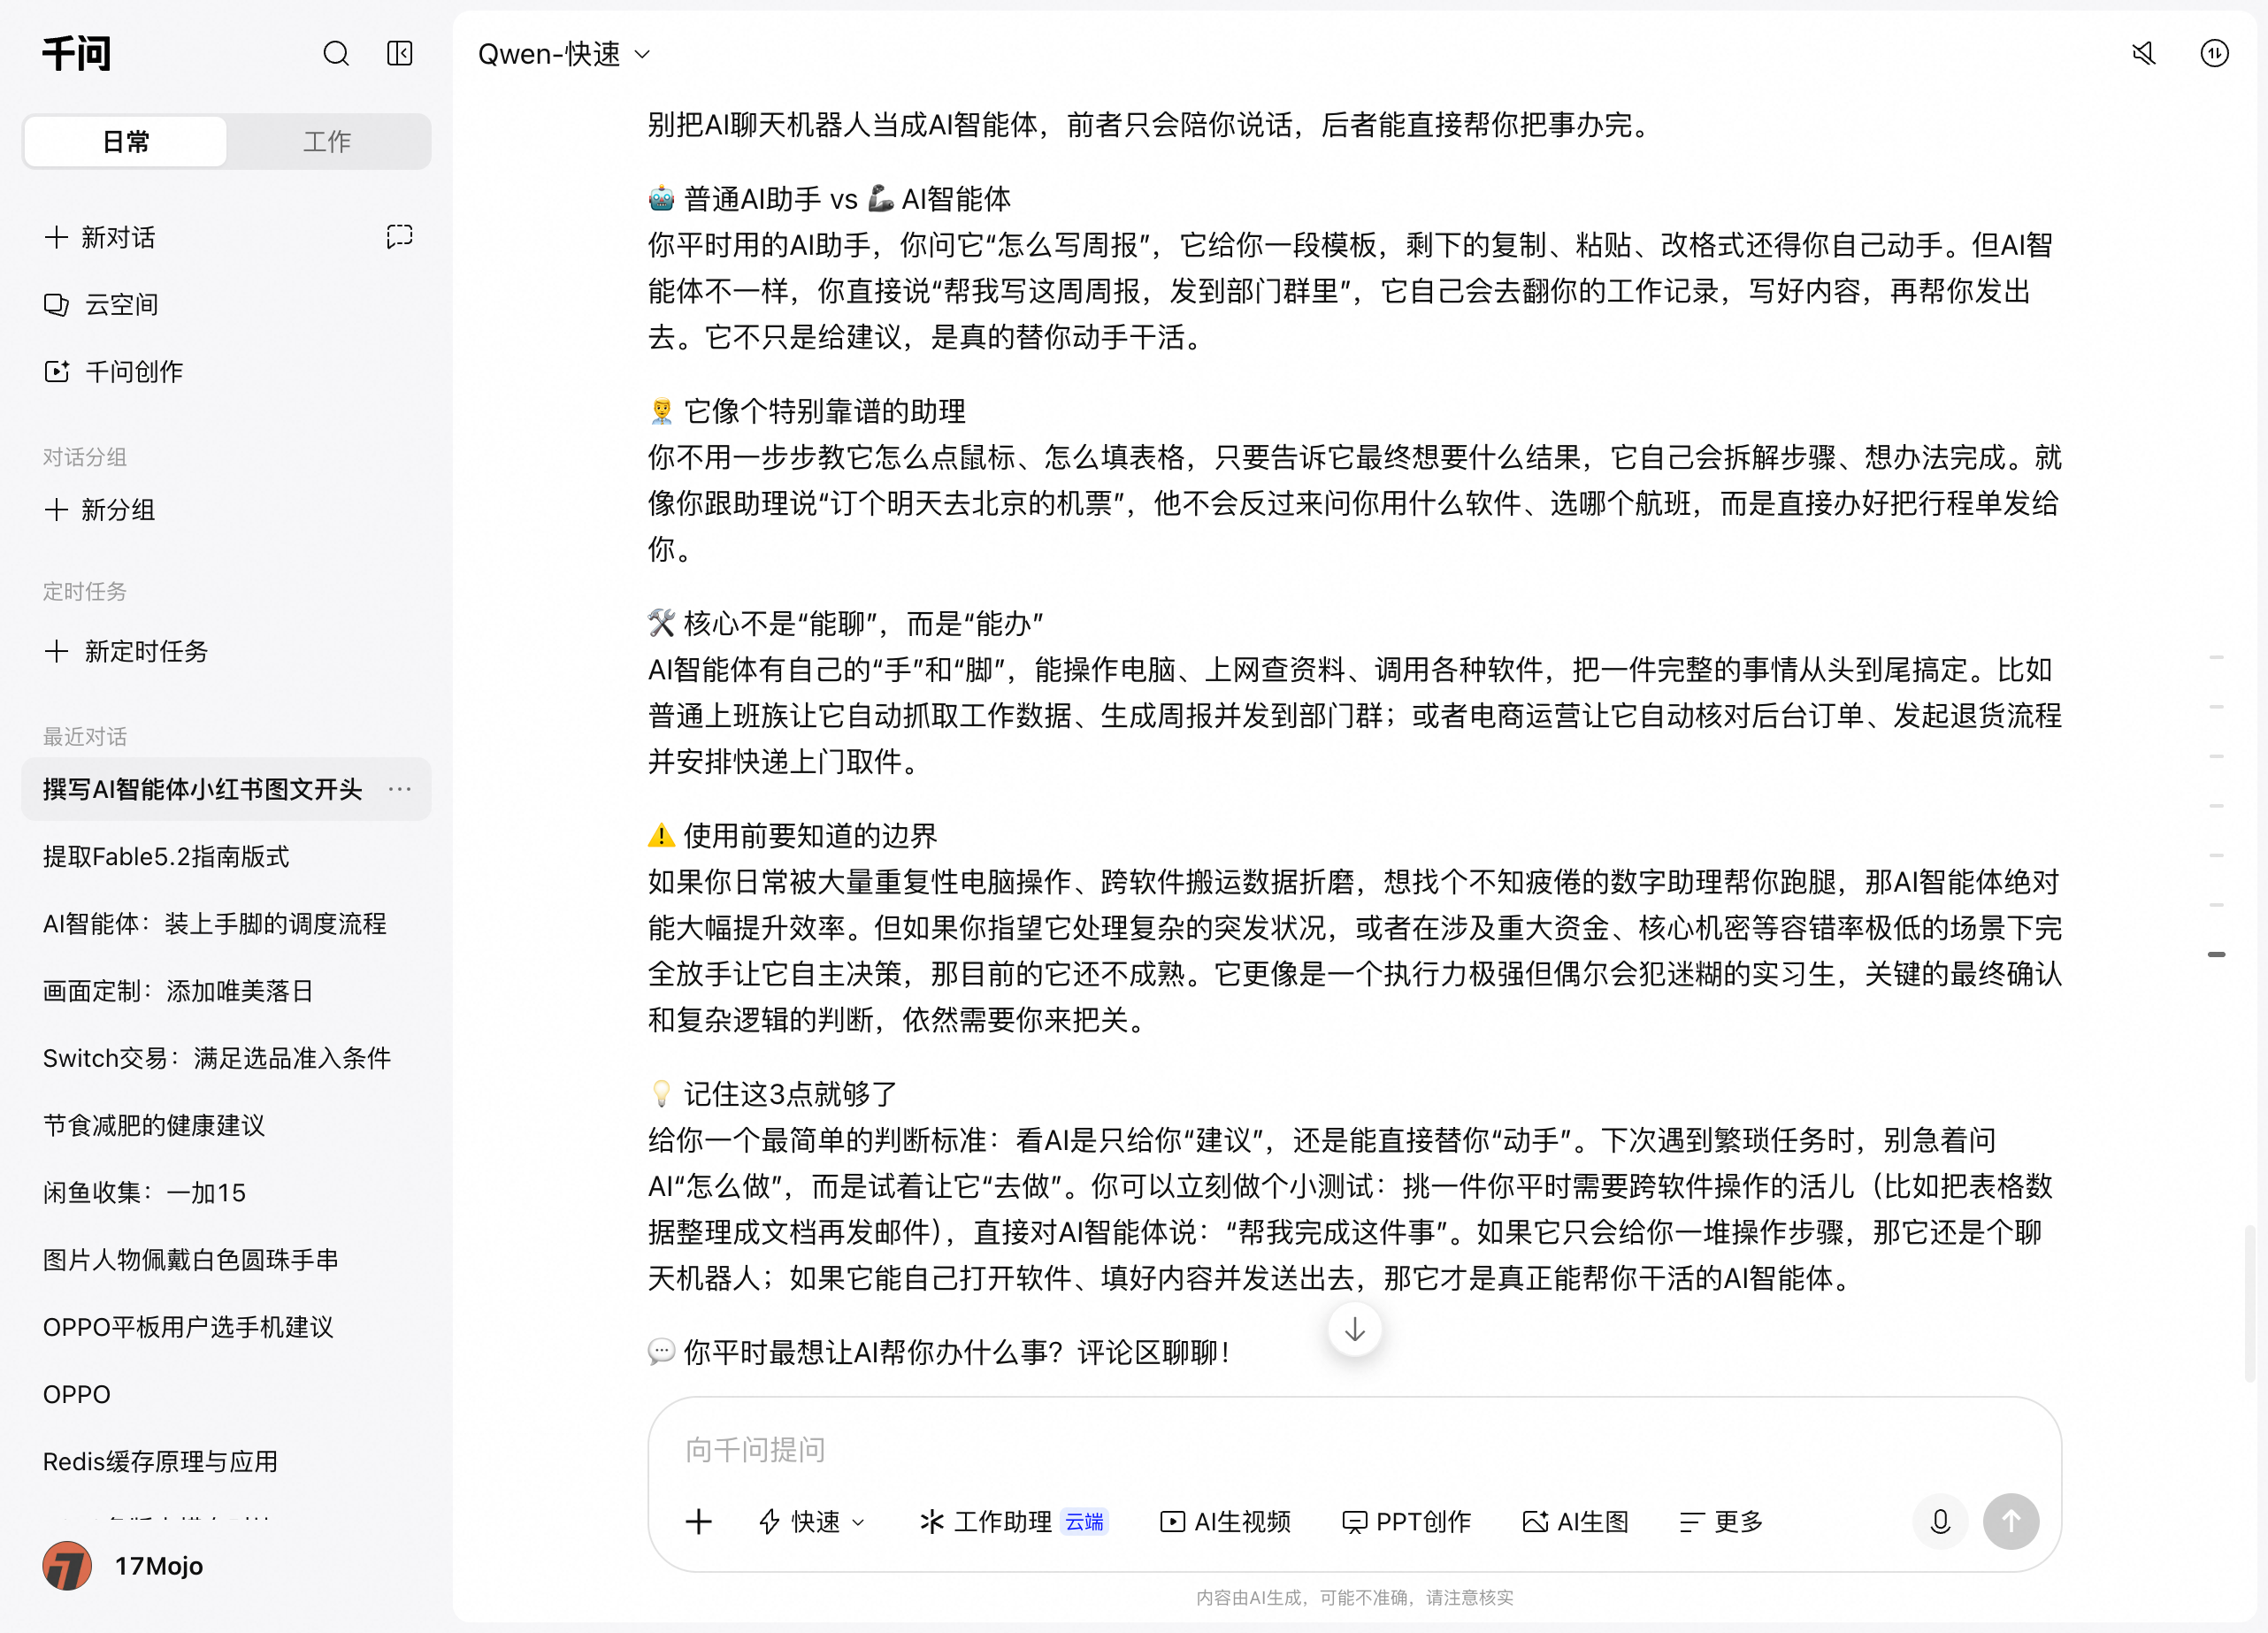 千问
日常
工作
新对话
云空间
千问创作
对话分组
新分组
定时任务
新定时任务
最近对话
撰写AI智能体小红书图文开头
提取Fable5.2指南版式
AI智能体：装上手脚的调度流程
画面定制：添加唯美落日
Switch交易：满足选品准入条件
节食减肥的健康建议
闲鱼收集：一加15
图片人物佩戴白色圆珠手串
OPPO平板用户选手机建议
OPPO
Redis缓存原理与应用
17Mojo
Qwen-快速
别把AI聊天机器人当成AI智能体，前者只会陪你说话，后者能直接帮你把事办完。
🤖 普通AI助手 vs 🦾 AI智能体
你平时用的AI助手，你问它“怎么写周报”，它给你一段模板，剩下的复制、粘贴、改格式还得你自己动手。但AI智
能体不一样，你直接说“帮我写这周周报，发到部门群里”，它自己会去翻你的工作记录，写好内容，再帮你发出
去。它不只是给建议，是真的替你动手干活。
👨‍💼 它像个特别靠谱的助理
你不用一步步教它怎么点鼠标、怎么填表格，只要告诉它最终想要什么结果，它自己会拆解步骤、想办法完成。就
像你跟助理说“订个明天去北京的机票”，他不会反过来问你用什么软件、选哪个航班，而是直接办好把行程单发给
你。
🛠️ 核心不是“能聊”，而是“能办”
AI智能体有自己的“手”和“脚”，能操作电脑、上网查资料、调用各种软件，把一件完整的事情从头到尾搞定。比如
普通上班族让它自动抓取工作数据、生成周报并发到部门群；或者电商运营让它自动核对后台订单、发起退货流程
并安排快递上门取件。
⚠️ 使用前要知道的边界
如果你日常被大量重复性电脑操作、跨软件搬运数据折磨，想找个不知疲倦的数字助理帮你跑腿，那AI智能体绝对
能大幅提升效率。但如果你指望它处理复杂的突发状况，或者在涉及重大资金、核心机密等容错率极低的场景下完
全放手让它自主决策，那目前的它还不成熟。它更像是一个执行力极强但偶尔会犯迷糊的实习生，关键的最终确认
和复杂逻辑的判断，依然需要你来把关。
💡 记住这3点就够了
给你一个最简单的判断标准：看AI是只给你“建议”，还是能直接替你“动手”。下次遇到繁琐任务时，别急着问
AI“怎么做”，而是试着让它“去做”。你可以立刻做个小测试：挑一件你平时需要跨软件操作的活儿（比如把表格数
据整理成文档再发邮件），直接对AI智能体说：“帮我完成这件事”。如果它只会给你一堆操作步骤，那它还是个聊
天机器人；如果它能自己打开软件、填好内容并发送出去，那它才是真正能帮你干活的AI智能体。
💬 你平时最想让AI帮你办什么事？评论区聊聊！
向千问提问
快速
工作助理 云端
AI生视频
PPT创作
AI生图
更多
内容由AI生成，可能不准确，请注意核实